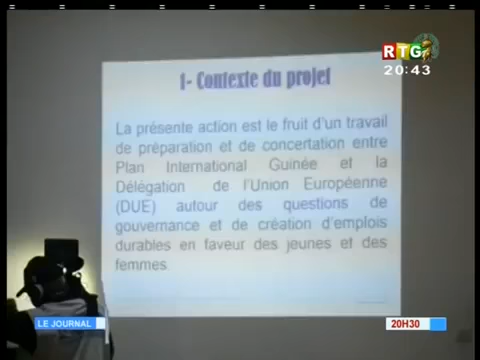 RTG
20:43
1- Contexte du projet
La présente action est le fruit d'un travail
de préparation et de concertation entre
Plan International Guinée et la
Délégation de l'Union Européenne
(DUE) autour des questions de
gouvernance et de création d'emplois
durables en faveur des jeunes et des
femmes
LE JOURNAL
20H30